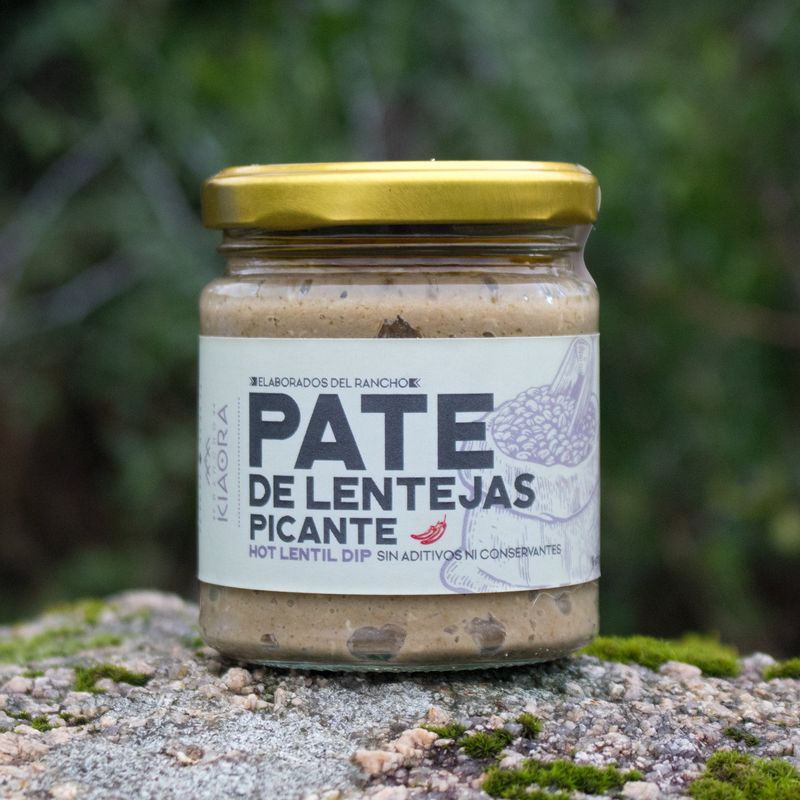 ELABORADOS DEL RANCHO
PATE
DE LENTEJAS
PICANTE
HOT LENTIL DIP SIN ADITIVOS NI CONSERVANTES
KIAORA